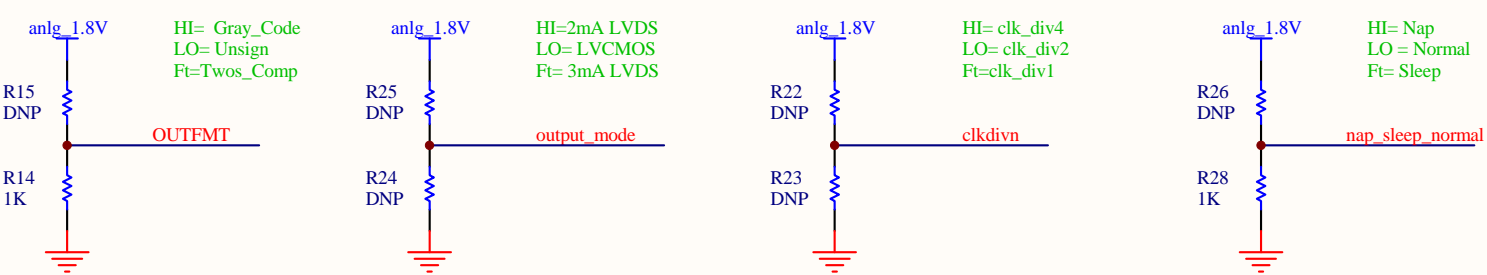 anlg_1.8V
HI= Gray_Code
LO= Unsign
Ft=Twos_Comp
R15
DNP
OUTFMT
R14
1K
anlg_1.8V
HI=2mA LVDS
LO= LVCMOS
Ft= 3mA LVDS
R25
DNP
output_mode
R24
DNP
anlg_1.8V
HI= clk_div4
LO= clk_div2
Ft=clk_div1
R22
DNP
clkdivn
R23
DNP
anlg_1.8V
HI= Nap
LO = Normal
Ft= Sleep
R26
DNP
nap_sleep_normal
R28
1K